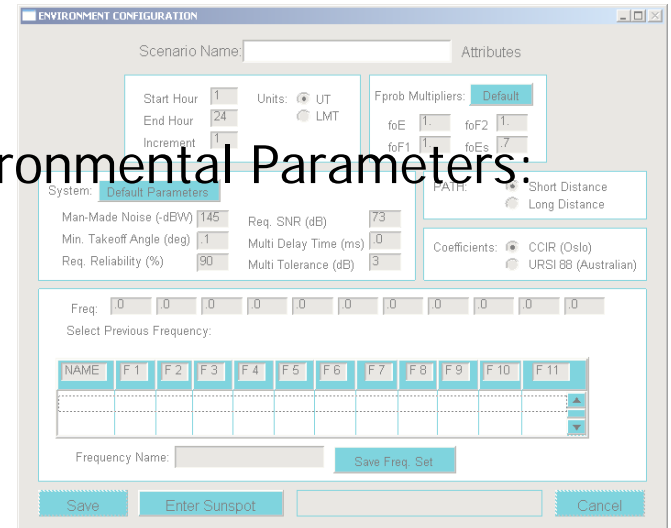 ENVIRONMENT CONFIGURATION
Scenario Name: Attributes
Start Hour 1 Units: UT
End Hour 24 LMT
Increment 1
Fprob Multipliers: Default
foE 1. foF2 1.
foF1 1. foEs .7
ronmental Parameters:
System: Default Parameters
Man-Made Noise (-dBW) 145 Req. SNR (dB) 73
Min. Takeoff Angle (deg) .1 Multi Delay Time (ms) .0
Req. Reliability (%) 90 Multi Tolerance (dB) 3
PATH: Short Distance
Long Distance
Coefficients: CCIR (Oslo)
URSI 88 (Australian)
Freq: .0 .0 .0 .0 .0 .0 .0 .0 .0 .0 .0
Select Previous Frequency:
NAME F 1 F 2 F 3 F 4 F 5 F 6 F 7 F 8 F 9 F 10 F 11
Frequency Name: Save Freq. Set
Save Enter Sunspot Cancel